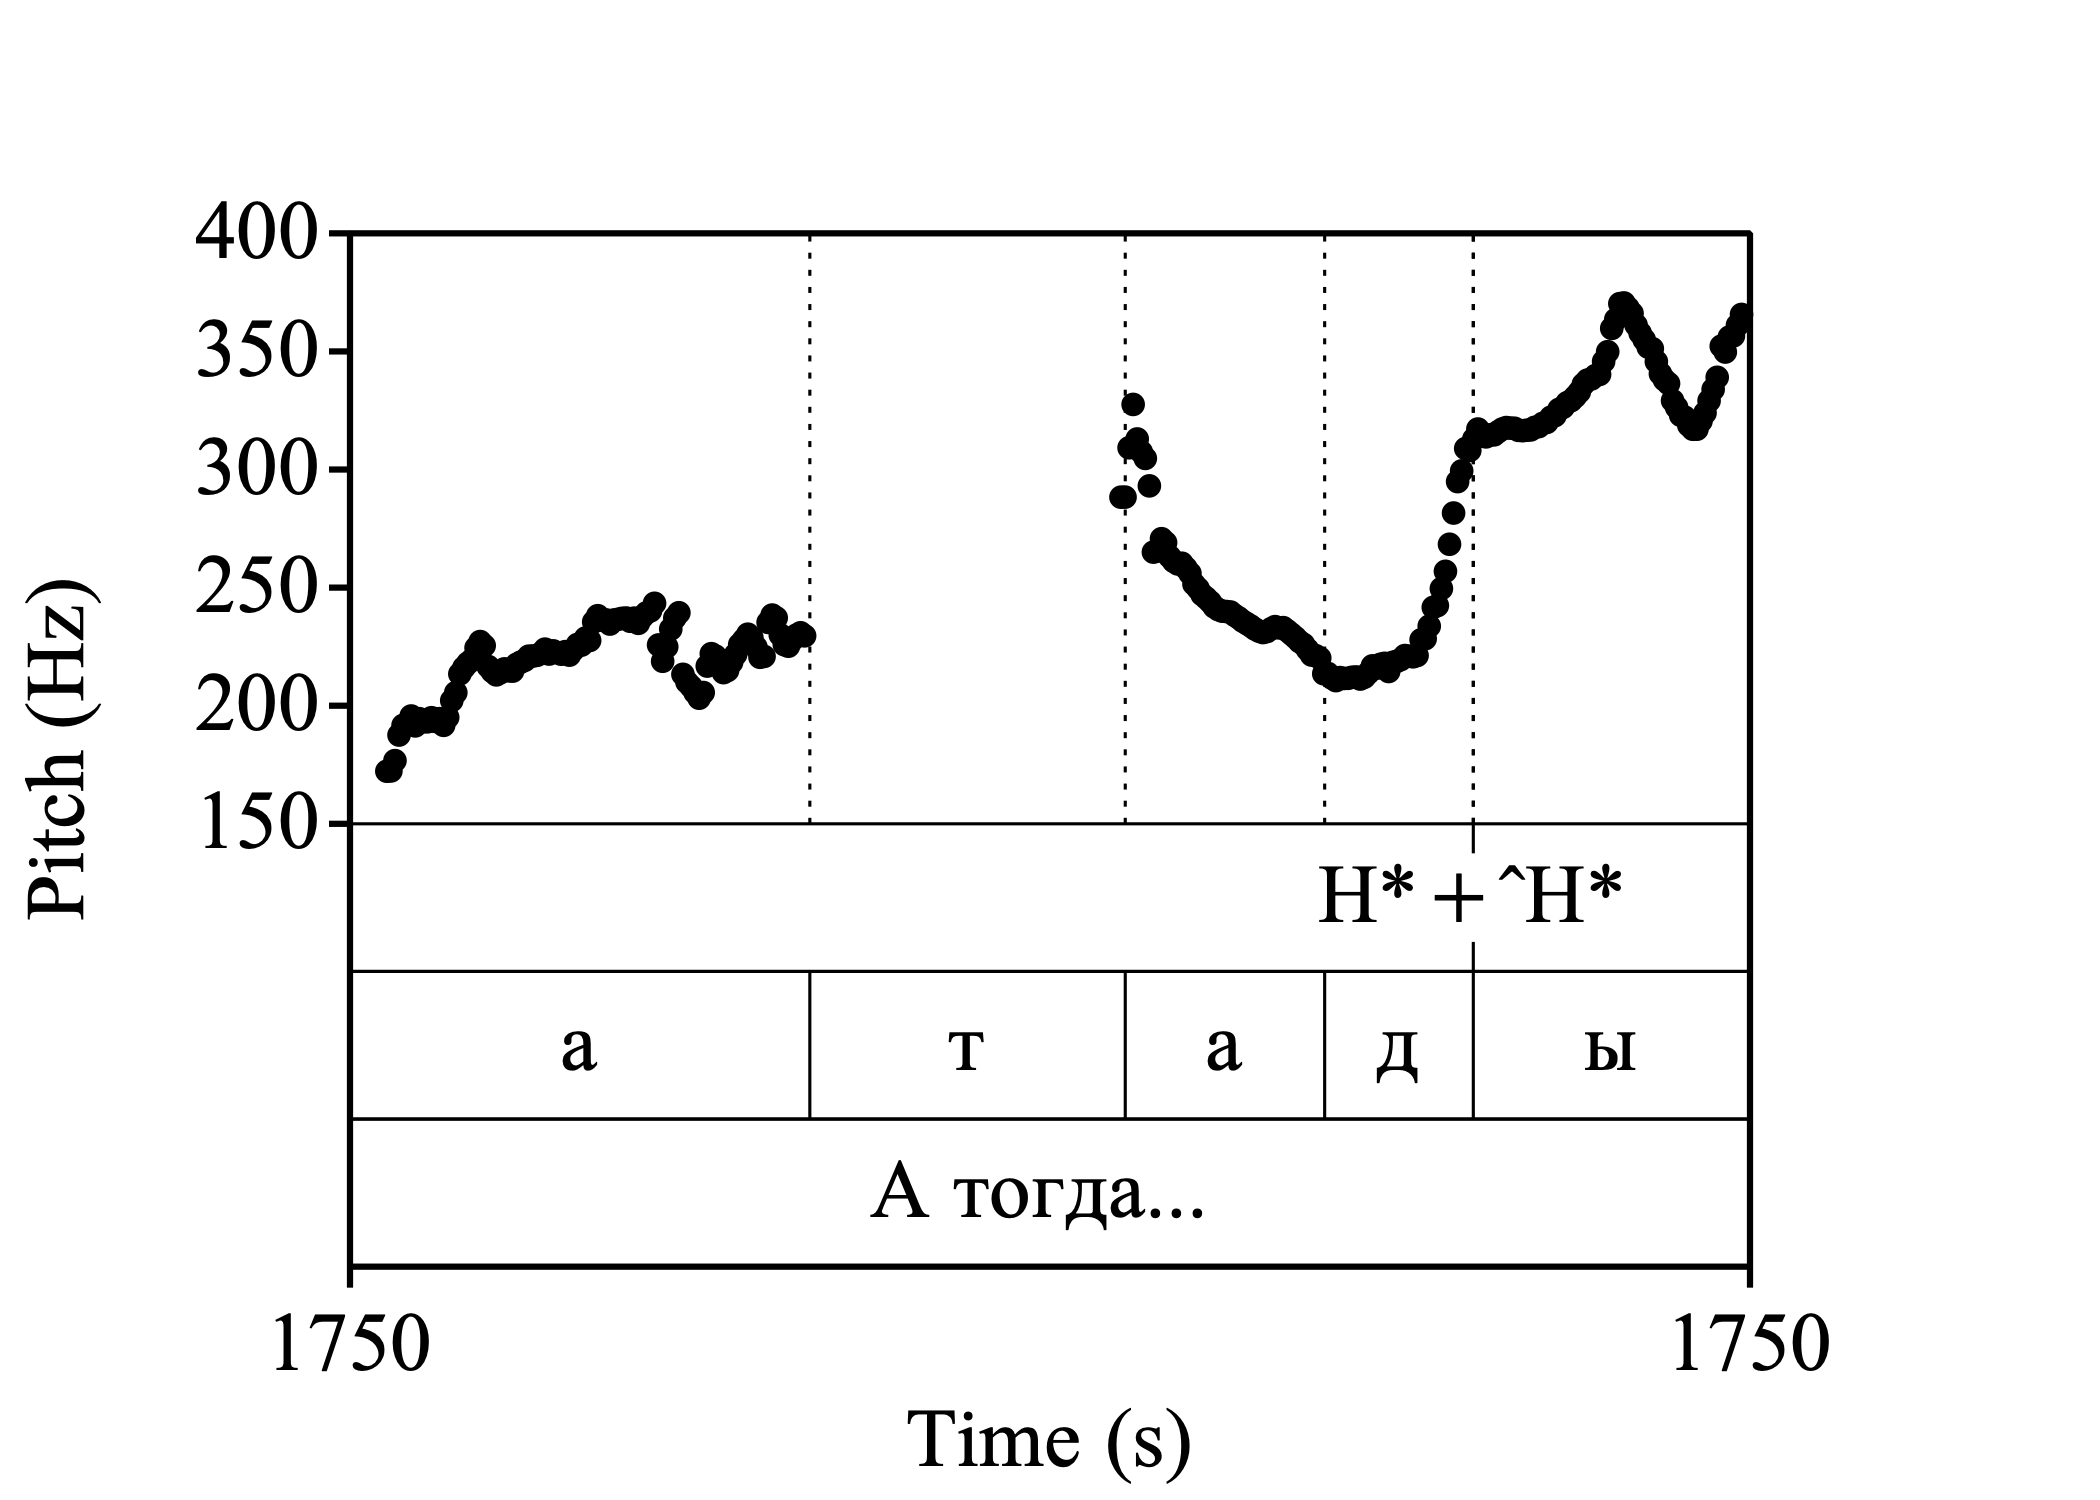 400
350
300
250
200
150
Pitch (Hz)
H* + ^H*
а т а д ы
А тогда...
1750 1750
Time (s)